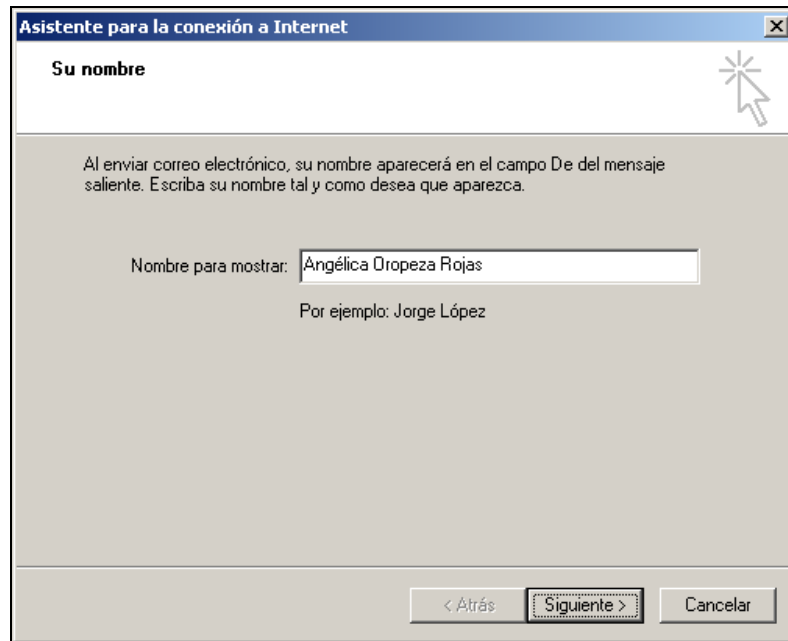 Asistente para la conexión a Internet
Su nombre
Al enviar correo electrónico, su nombre aparecerá en el campo De del mensaje
saliente. Escriba su nombre tal y como desea que aparezca.
Nombre para mostrar: Angélica Oropeza Rojas
Por ejemplo: Jorge López
< Atrás Siguiente > Cancelar